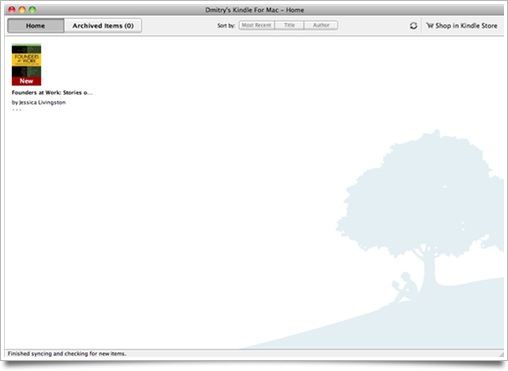 Dmitry's Kindle For Mac - Home
Home
Archived Items (0)
Sort by:
Most Recent
Title
Author
Shop in Kindle Store
FOUNDERS
AT WORK
New
Founders at Work: Stories o...
by Jessica Livingston
Finished syncing and checking for new items.